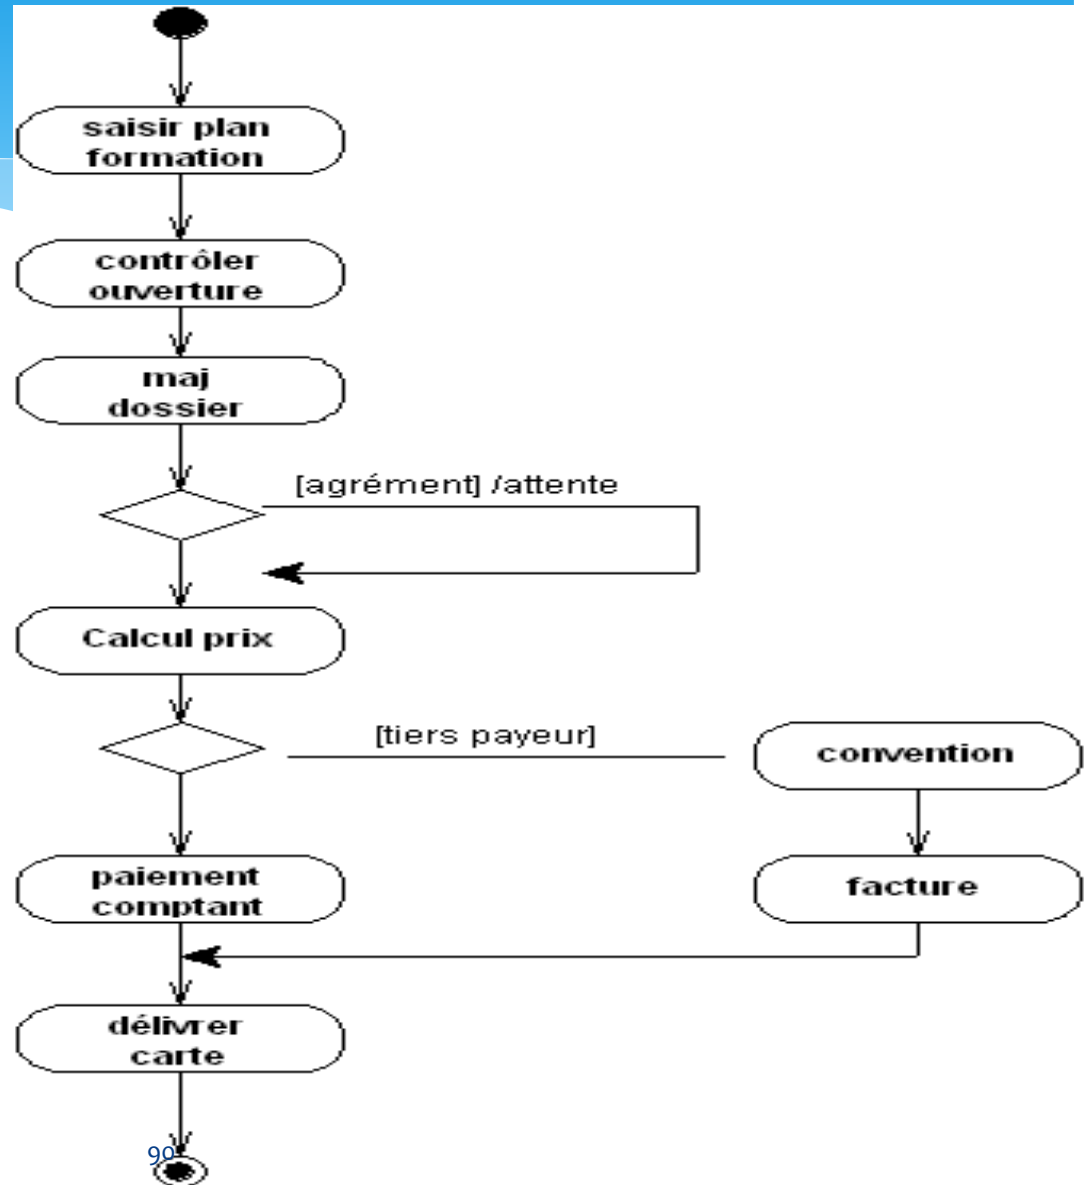 saisir plan
formation
contrôler
ouverture
maj
dossier
[agrément] /attente
Calcul prix
[tiers payeur]
convention
paiement
comptant
facture
délivrer
carte
99